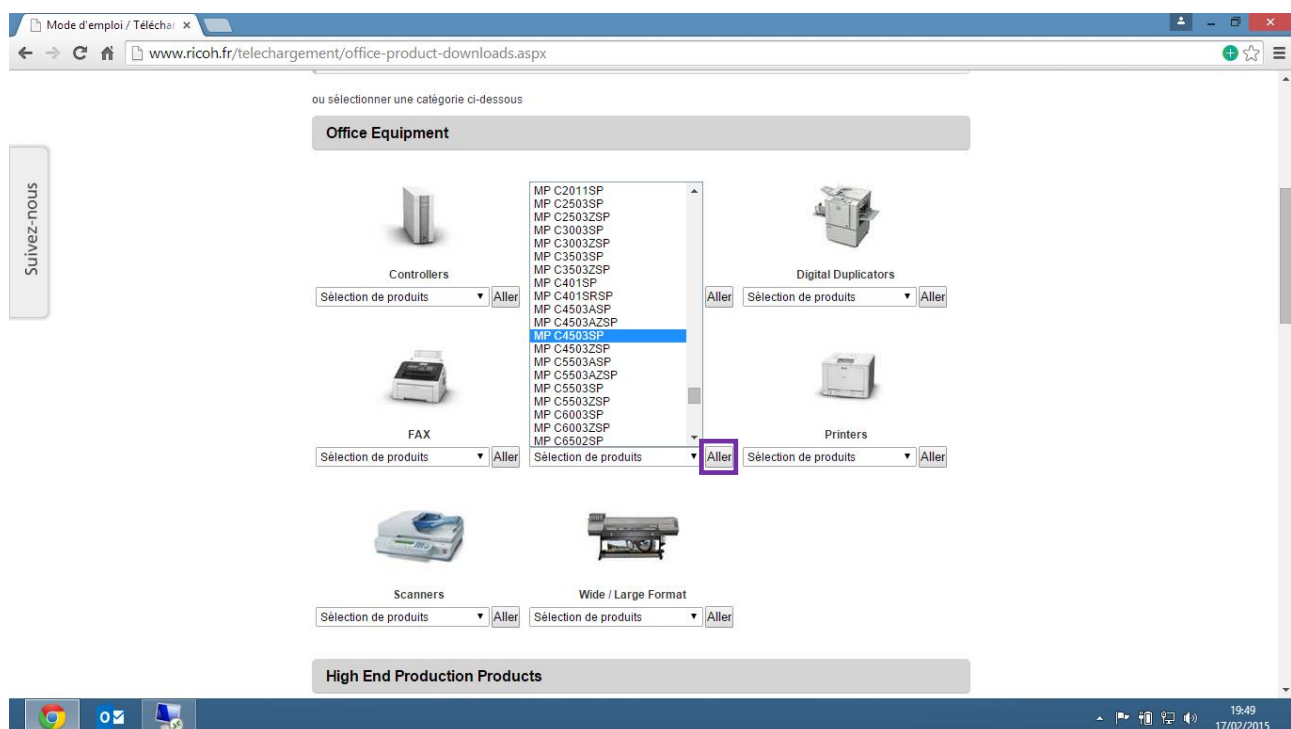 Mode d'emploi / Téléchar
www.ricoh.fr/telechargement/office-product-downloads.aspx
ou sélectionner une catégorie ci-dessous
Office Equipment
Suivez-nous
MP C2011SP
MP C2503SP
MP C2503ZSP
MP C3003SP
MP C3003ZSP
MP C3503SP
MP C3503ZSP
MP C401SP
MP C401SRSP
MP C4503ASP
MP C4503AZSP
MP C4503SP
MP C4503ZSP
MP C5503ASP
MP C5503AZSP
MP C5503SP
MP C5503ZSP
MP C6003SP
MP C6003ZSP
MP C6502SP
Controllers
Digital Duplicators
Sélection de produits Aller
Aller
Sélection de produits Aller
FAX
Printers
Sélection de produits Aller
Sélection de produits Aller
Sélection de produits Aller
Scanners
Wide / Large Format
Sélection de produits Aller
Sélection de produits Aller
High End Production Products
19:49
17/02/2015